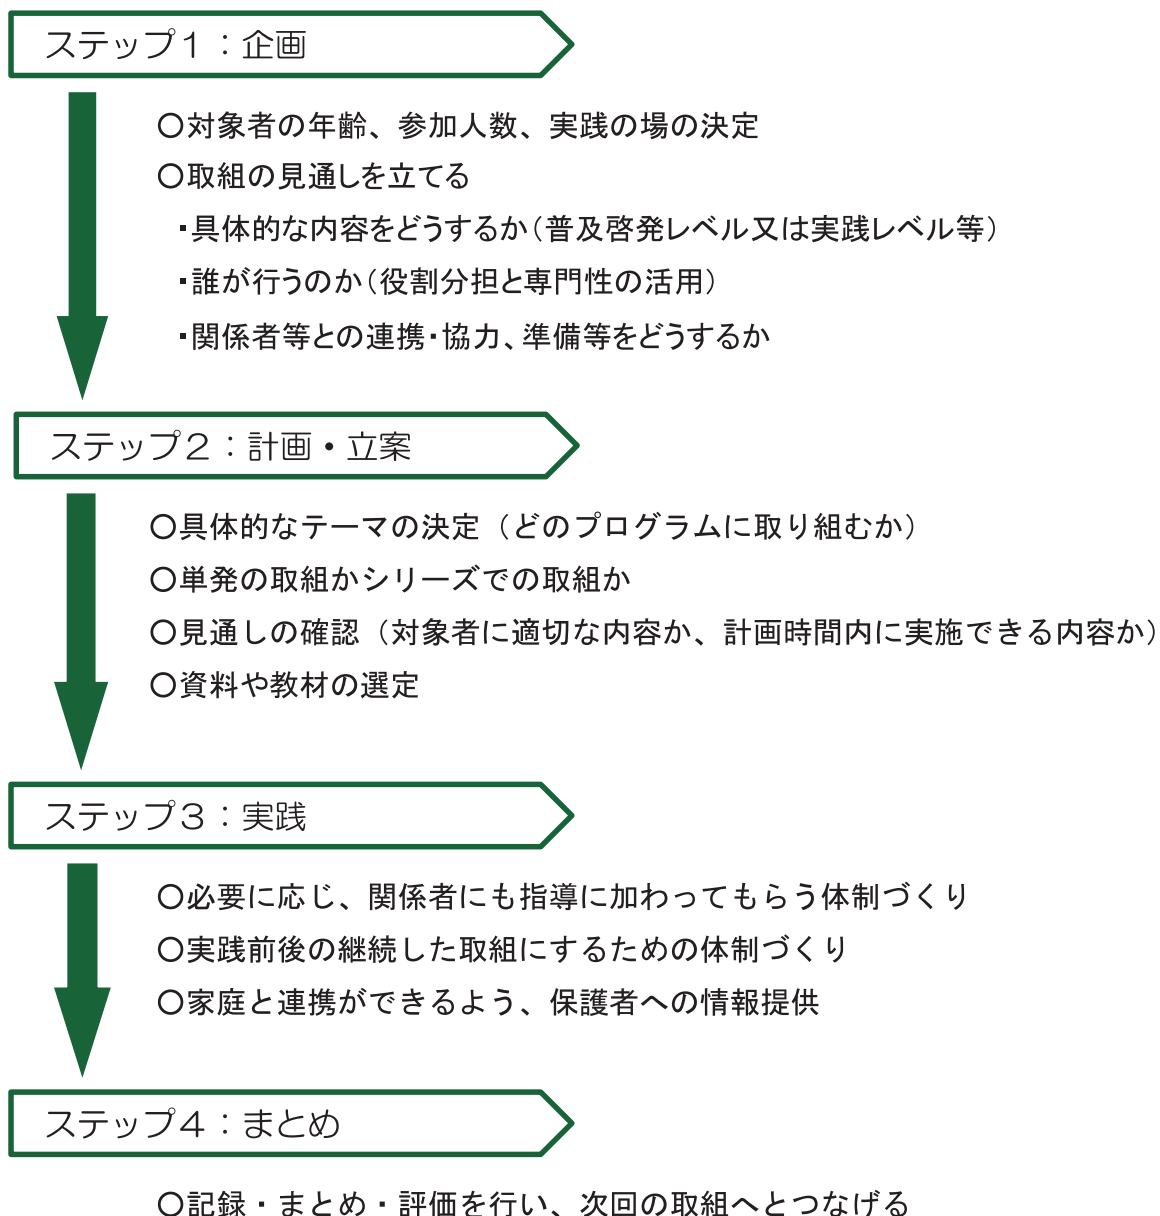 ステップ1：企画
○対象者の年齢、参加人数、実践の場の決定
○取組の見通しを立てる
・具体的な内容をどうするか（普及啓発レベル又は実践レベル等）
・誰が行うのか（役割分担と専門性の活用）
・関係者等との連携・協力、準備等をどうするか
ステップ2：計画・立案
○具体的なテーマの決定（どのプログラムに取り組むか）
○単発の取組かシリーズでの取組か
○見通しの確認（対象者に適切な内容か、計画時間内に実施できる内容か）
○資料や教材の選定
ステップ3：実践
○必要に応じ、関係者にも指導に加わってもらう体制づくり
○実践前後の継続した取組にするための体制づくり
○家庭と連携ができるよう、保護者への情報提供
ステップ4：まとめ
○記録・まとめ・評価を行い、次回の取組へとつなげる